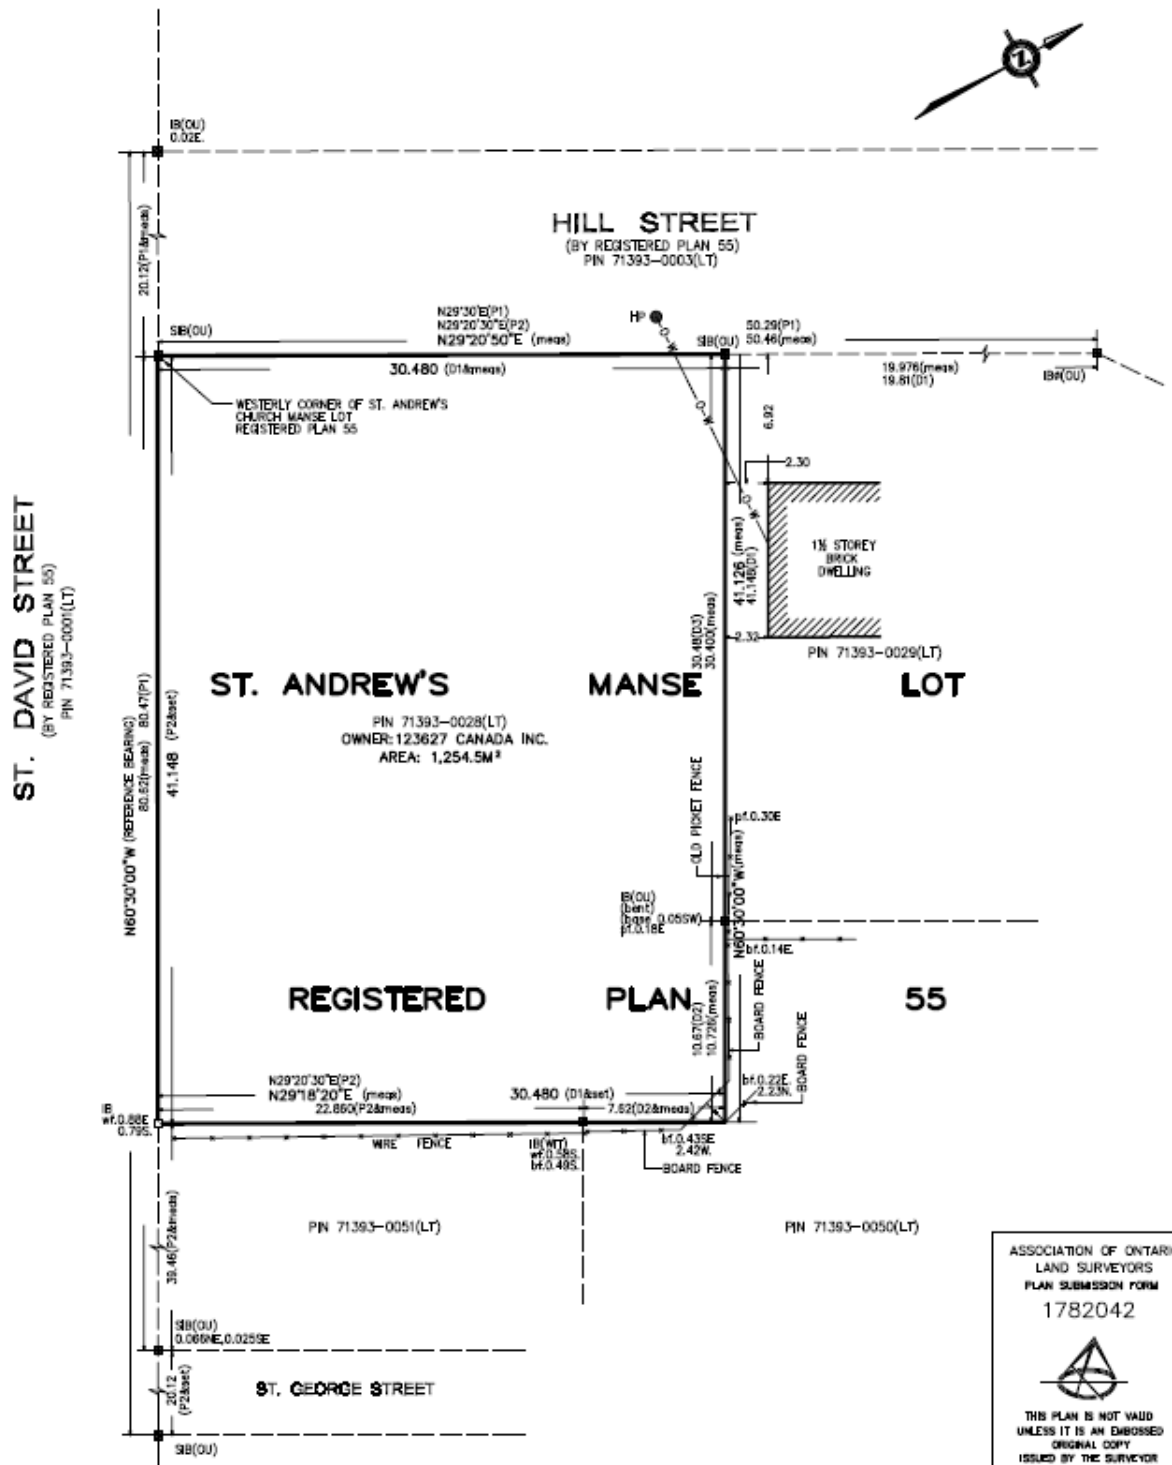 IB(OU)
0.02E.
20.12(P1&meas)
HILL STREET
(BY REGISTERED PLAN 55)
PIN 71393-0003(LT)
N29°30'E(P1)
N29°20'30"E(P2)
N29°20'50"E (meas)
HP
SIB(OU)
SIB(OU)
50.29(P1)
50.46(meas)
30.480 (D1&meas)
19.976(meas)
19.81(D1)
IBø(OU)
WESTERLY CORNER OF ST. ANDREW'S
CHURCH MANSE LOT
REGISTERED PLAN 55
O-W
O-W
O-W
6.92
2.30
1½ STOREY
BRICK
DWELLING
41.126 (meas)
41.148(D1)
30.48(D3)
30.400(meas)
2.32
PIN 71393-0029(LT)
ST. DAVID STREET
(BY REGISTERED PLAN 55)
PIN 71393-0001(LT)
ST. ANDREW'S MANSE LOT
PIN 71393-0028(LT)
OWNER: 123627 CANADA INC.
AREA: 1,254.5M²
N60°30'00"W (REFERENCE BEARING)
80.62(meas) 80.47(P1)
41.148 (P2&set)
OLD PICKET FENCE
pf.0.30E
N60°30'00"W(meas)
IB(OU)
(bent)
(base 0.05SW)
pf.0.18E
bf.0.14E.
REGISTERED PLAN 55
10.67(D2)
10.726(meas)
BOARD FENCE
BOARD FENCE
N29°20'30"E(P2)
N29°18'20"E (meas)
30.480 (D1&set)
22.860(P2&meas)
7.62(D2&meas)
bf.0.22E.
2.23N.
IB
wf.0.88E
0.79S.
WIRE FENCE
IB(WIT)
wf.0.58S.
bf.0.49S.
bf.0.43SE
2.42W.
BOARD FENCE
39.46(P2&meas)
PIN 71393-0051(LT)
PIN 71393-0050(LT)
SIB(OU)
0.066NE,0.025SE
20.12
(P2&set)
ST. GEORGE STREET
SIB(OU)
ASSOCIATION OF ONTARI
LAND SURVEYORS
PLAN SUBMISSION FORM
1782042
THIS PLAN IS NOT VALID
UNLESS IT IS AN EMBOSSED
ORIGINAL COPY
ISSUED BY THE SURVEYOR